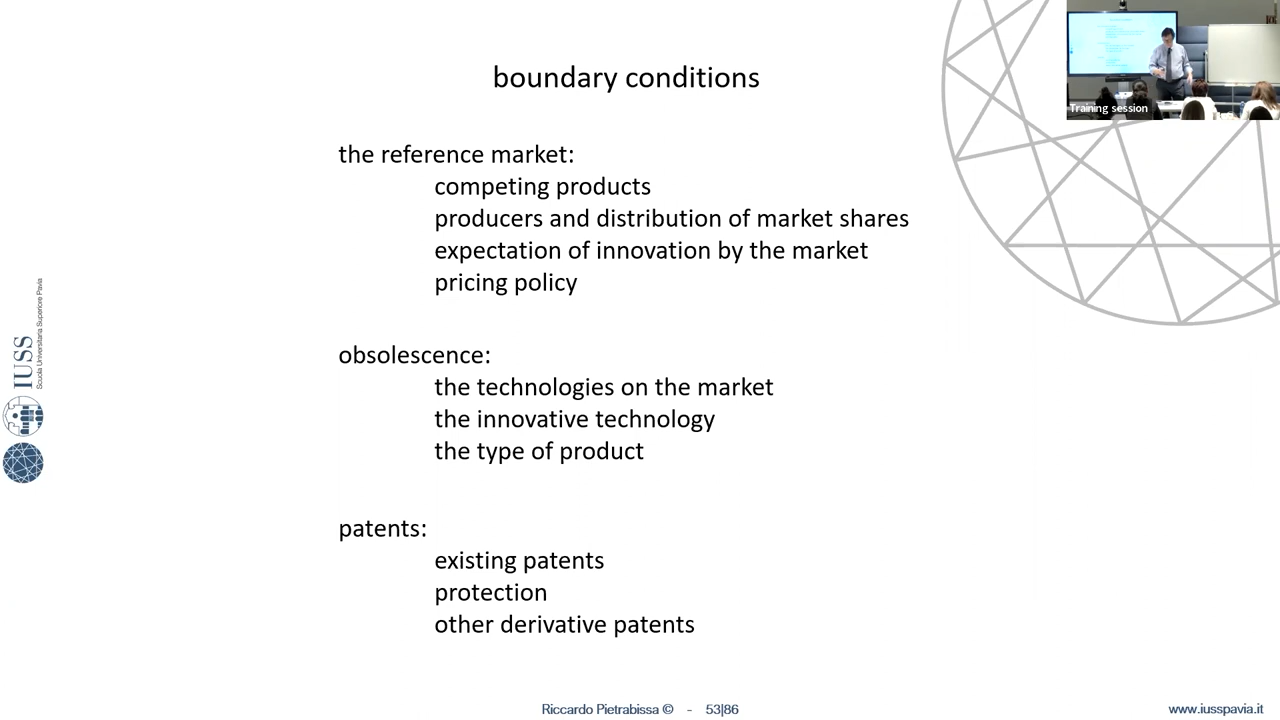 boundary conditions
Training session
the reference market:
competing products
producers and distribution of market shares
expectation of innovation by the market
pricing policy
obsolescence:
the technologies on the market
the innovative technology
the type of product
patents:
existing patents
protection
other derivative patents
IUSS
Scuola Universitaria Superiore Pavia
Riccardo Pietrabissa © - 53|86
www.iusspavia.it